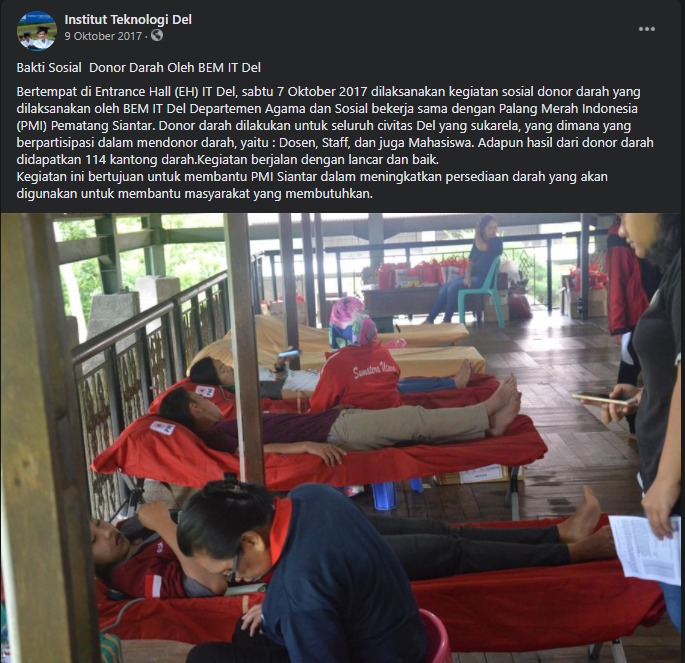 Institut Teknologi Del
9 Oktober 2017 ·
Bakti Sosial Donor Darah Oleh BEM IT Del
Bertempat di Entrance Hall (EH) IT Del, sabtu 7 Oktober 2017 dilaksanakan kegiatan sosial donor darah yang
dilaksanakan oleh BEM IT Del Departemen Agama dan Sosial bekerja sama dengan Palang Merah Indonesia
(PMI) Pematang Siantar. Donor darah dilakukan untuk seluruh civitas Del yang sukarela, yang dimana yang
berpartisipasi dalam mendonor darah, yaitu : Dosen, Staff, dan juga Mahasiswa. Adapun hasil dari donor darah
didapatkan 114 kantong darah.Kegiatan berjalan dengan lancar dan baik.
Kegiatan ini bertujuan untuk membantu PMI Siantar dalam meningkatkan persediaan darah yang akan
digunakan untuk membantu masyarakat yang membutuhkan.
Sumatera Utara